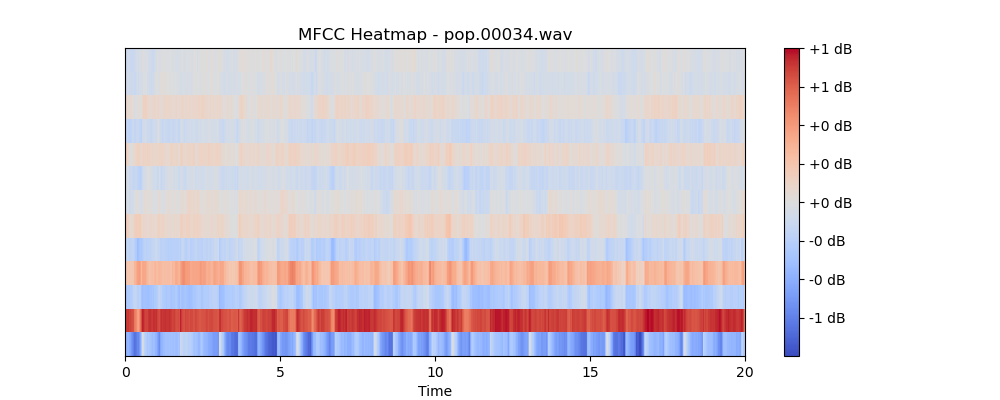 MFCC Heatmap - pop.00034.wav
+1 dB
+1 dB
+0 dB
+0 dB
+0 dB
-0 dB
-0 dB
-1 dB
0 5 10 15 20
Time